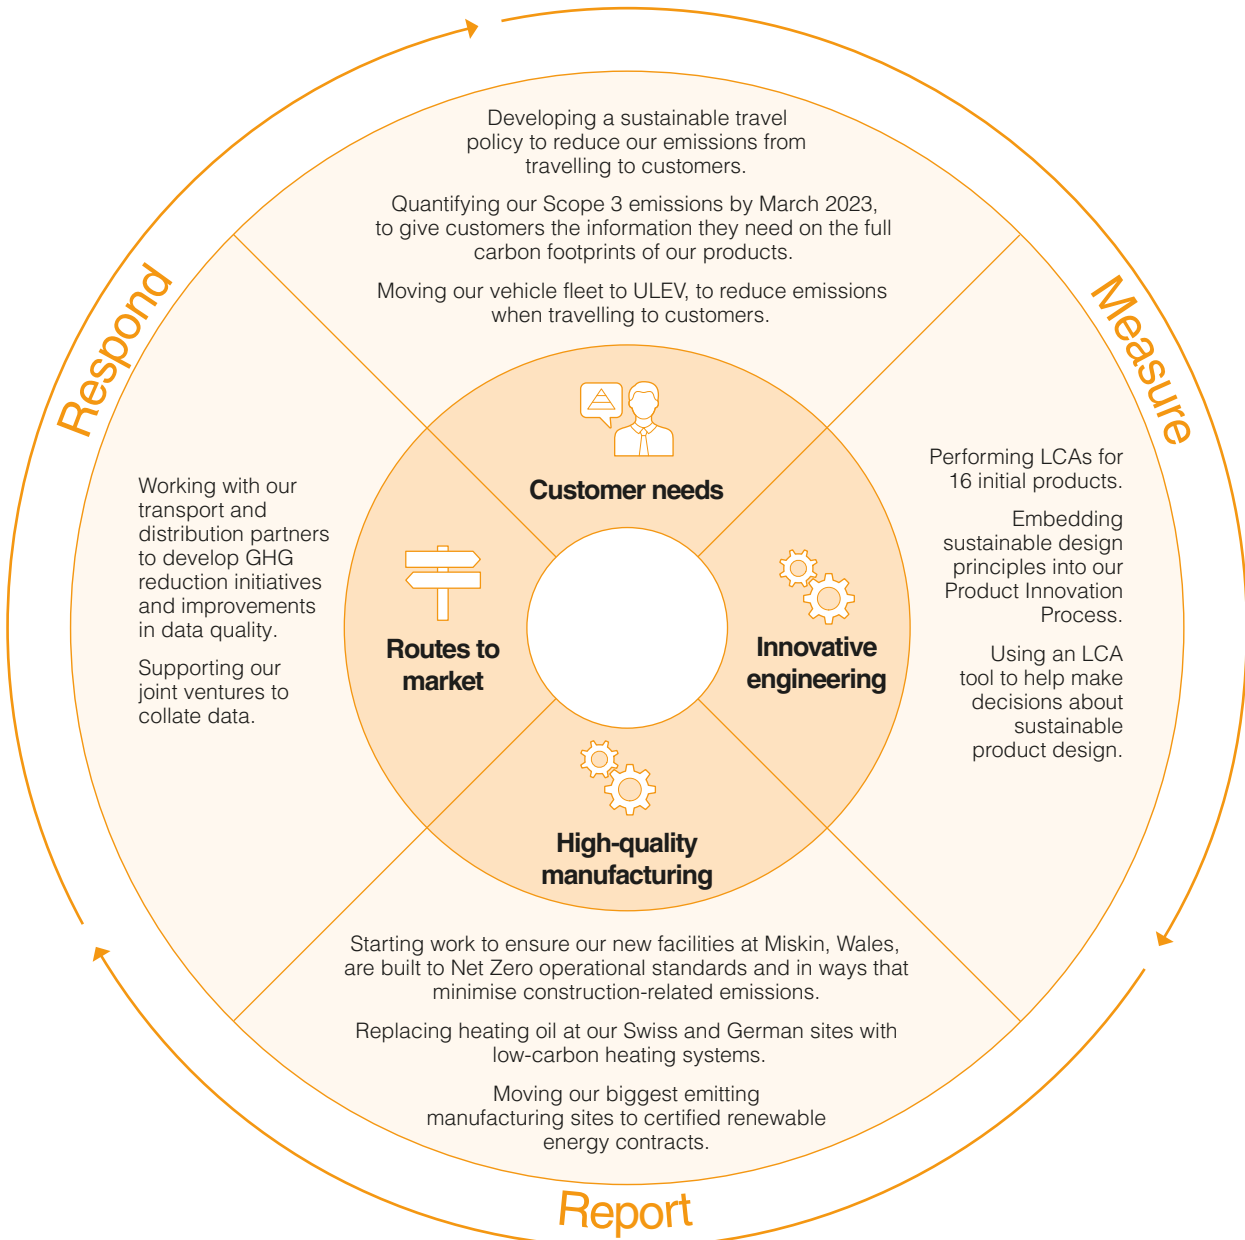 Developing a sustainable travel
policy to reduce our emissions from
travelling to customers.
Quantifying our Scope 3 emissions by March 2023,
to give customers the information they need on the full
carbon footprints of our products.
Moving our vehicle fleet to ULEV, to reduce emissions
when travelling to customers.
Respond
Measure
Customer needs
Working with our
transport and
distribution partners
to develop GHG
reduction initiatives
and improvements
in data quality.
Supporting our
joint ventures to
collate data.
Routes to
market
Innovative
engineering
Performing LCAs for
16 initial products.
Embedding
sustainable design
principles into our
Product Innovation
Process.
Using an LCA
tool to help make
decisions about
sustainable
product design.
High-quality
manufacturing
Starting work to ensure our new facilities at Miskin, Wales,
are built to Net Zero operational standards and in ways that
minimise construction-related emissions.
Replacing heating oil at our Swiss and German sites with
low-carbon heating systems.
Moving our biggest emitting
manufacturing sites to certified renewable
energy contracts.
Report